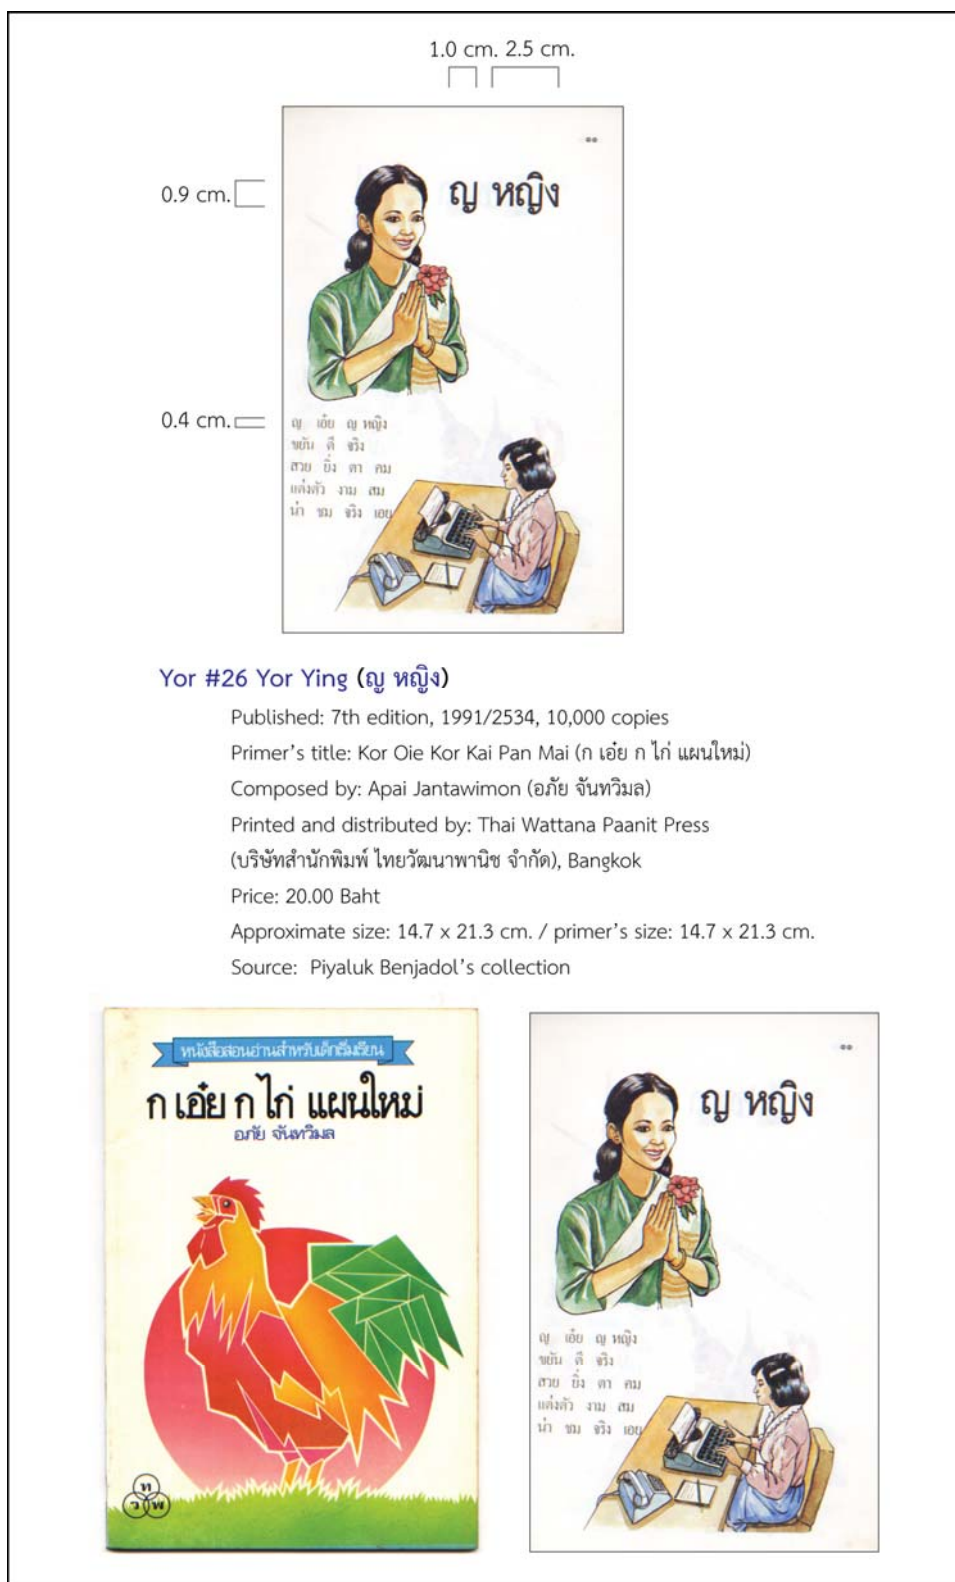 1.0 cm. 2.5 cm.
๑๑
0.9 cm.
ญ หญิง
0.4 cm.
ญ เอ๋ย ญ หญิง
ขยัน ดี จริง
สวย ยิ่ง ตา คม
แต่งตัว งาม สม
น่า ชม จริง เอย
Yor #26 Yor Ying (ญ หญิง)
Published: 7th edition, 1991/2534, 10,000 copies
Primer's title: Kor Oie Kor Kai Pan Mai (ก เอ๋ย ก ไก่ แผนใหม่)
Composed by: Apai Jantawimon (อภัย จันทวิมล)
Printed and distributed by: Thai Wattana Paanit Press
(บริษัทสำนักพิมพ์ ไทยวัฒนาพานิช จำกัด), Bangkok
Price: 20.00 Baht
Approximate size: 14.7 x 21.3 cm. / primer's size: 14.7 x 21.3 cm.
Source: Piyaluk Benjadol's collection
หนังสือสอนอ่านสำหรับเด็กเริ่มเรียน
ก เอ๋ย ก ไก่ แผนใหม่
อภัย จันทวิมล
ท
ว พ
๑๑
ญ หญิง
ญ เอ๋ย ญ หญิง
ขยัน ดี จริง
สวย ยิ่ง ตา คม
แต่งตัว งาม สม
น่า ชม จริง เอย